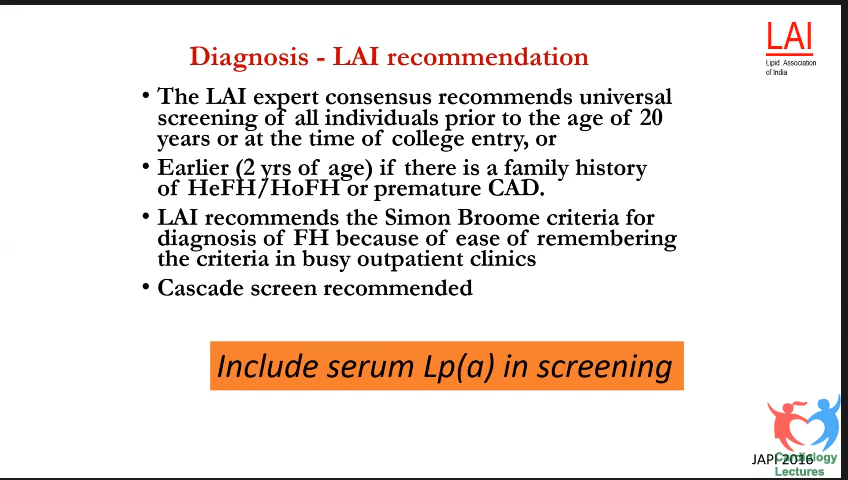 Diagnosis - LAI recommendation
LAI
Lipid Association
of India
• The LAI expert consensus recommends universal
screening of all individuals prior to the age of 20
years or at the time of college entry, or
• Earlier (2 yrs of age) if there is a family history
of HeFH/HoFH or premature CAD.
• LAI recommends the Simon Broome criteria for
diagnosis of FH because of ease of remembering
the criteria in busy outpatient clinics
• Cascade screen recommended
Include serum Lp(a) in screening
JAPI 2016
Cardiology
Lectures